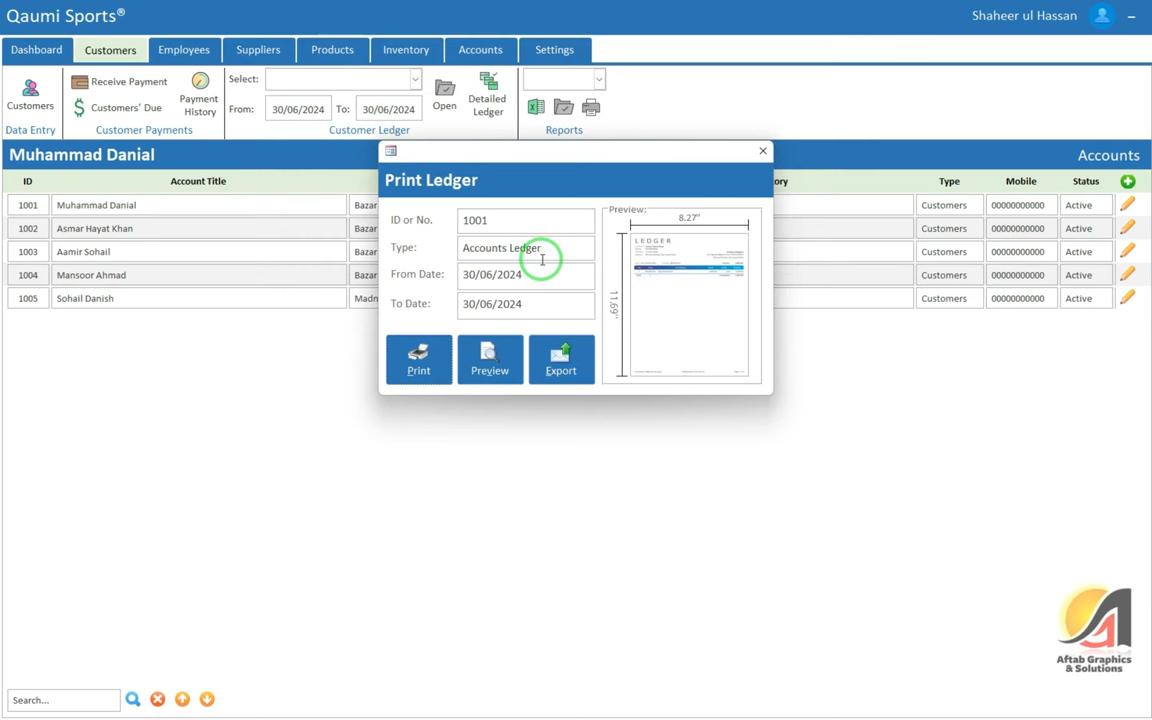 Qaumi Sports®
Shaheer ul Hassan
Dashboard Customers Employees Suppliers Products Inventory Accounts Settings
Receive Payment
Customers' Due
Customers
Payment History
Select:
From: 30/06/2024 To: 30/06/2024
Open
Detailed Ledger
Data Entry Customer Payments Customer Ledger Reports
Muhammad Danial
Accounts
ID Account Title Type Mobile Status
1001 Muhammad Danial Bazar Customers 00000000000 Active
1002 Asmar Hayat Khan Bazar Customers 00000000000 Active
1003 Aamir Sohail Bazar Customers 00000000000 Active
1004 Mansoor Ahmad Bazar Customers 00000000000 Active
1005 Sohail Danish Madn Customers 00000000000 Active
Print Ledger
ID or No. 1001
Type: Accounts Ledger
From Date: 30/06/2024
To Date: 30/06/2024
Print Preview Export
Preview:
8.27"
11.69"
LEDGER
Aftab Graphics
& Solutions
Search...